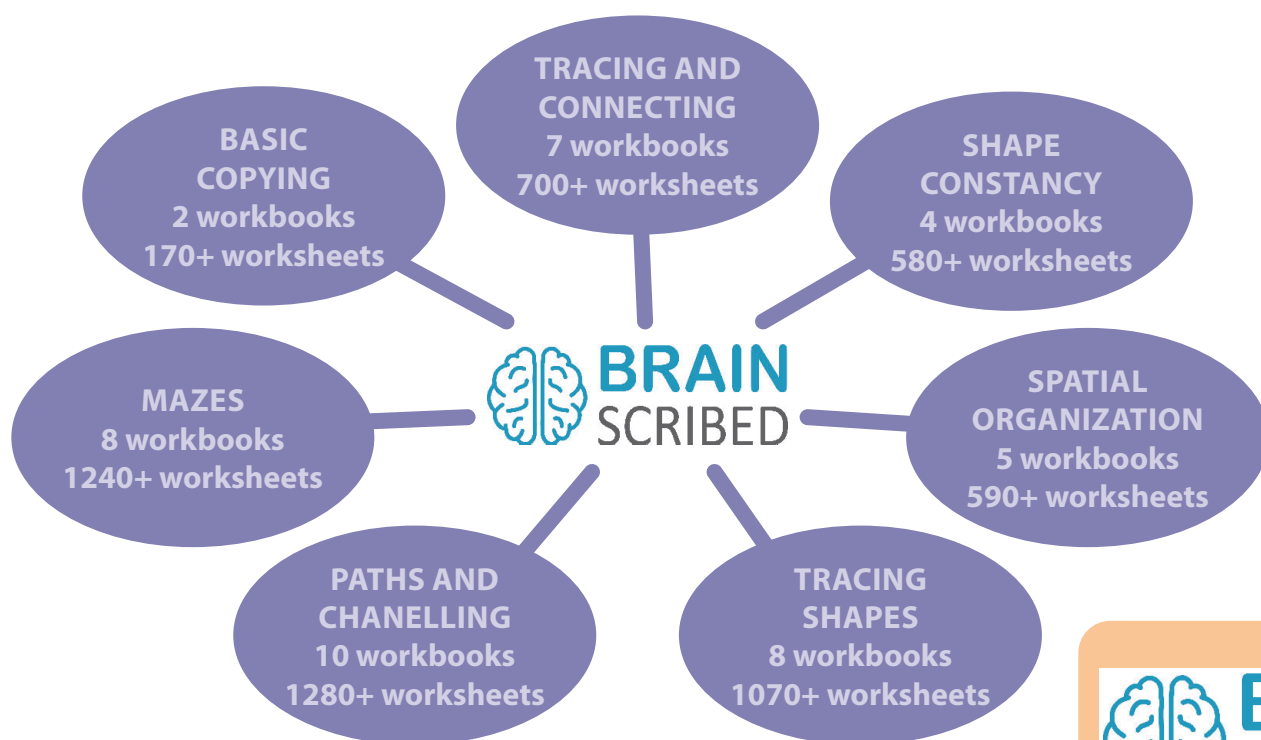 TRACING AND
CONNECTING
7 workbooks
700+ worksheets
BASIC
COPYING
2 workbooks
170+ worksheets
SHAPE
CONSTANCY
4 workbooks
580+ worksheets
MAZES
8 workbooks
1240+ worksheets
BRAIN
SCRIBED
SPATIAL
ORGANIZATION
5 workbooks
590+ worksheets
PATHS AND
CHANELLING
10 workbooks
1280+ worksheets
TRACING
SHAPES
8 workbooks
1070+ worksheets